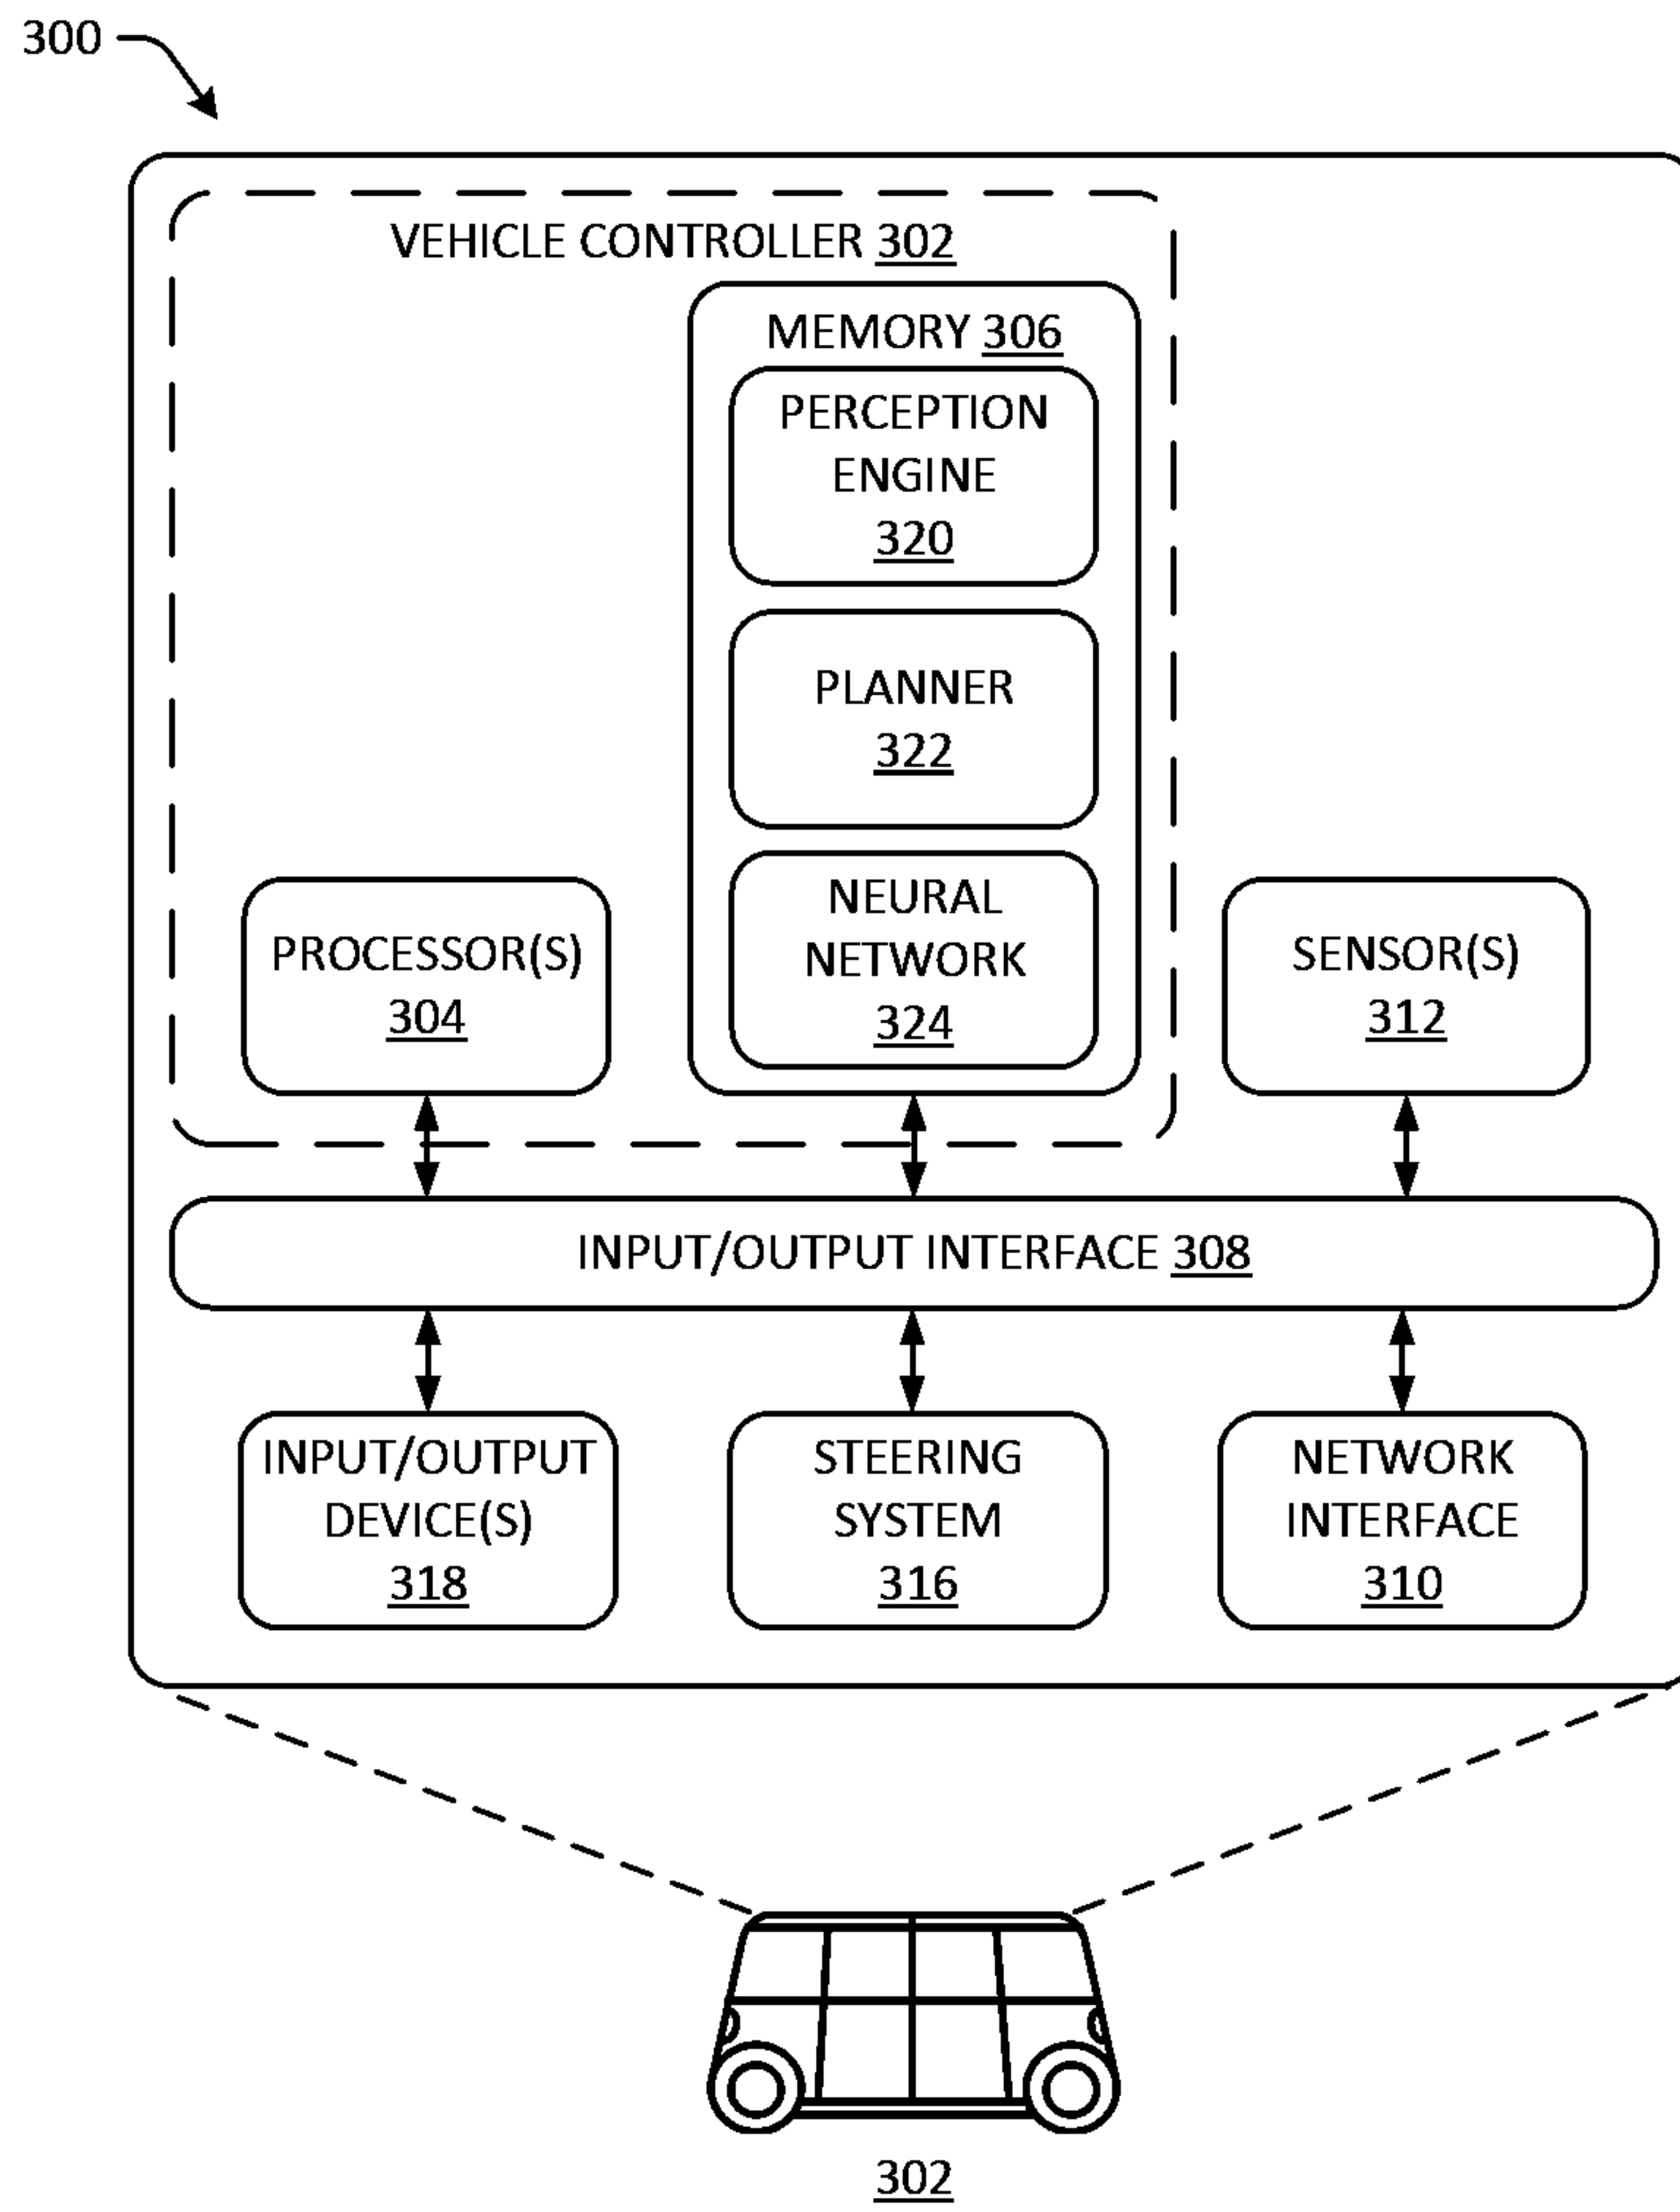 300
VEHICLE CONTROLLER 302
MEMORY 306
PERCEPTION
ENGINE
320
PLANNER
322
NEURAL
NETWORK
324
PROCESSOR(S)
304
SENSOR(S)
312
INPUT/OUTPUT INTERFACE 308
INPUT/OUTPUT
DEVICE(S)
318
STEERING
SYSTEM
316
NETWORK
INTERFACE
310
302